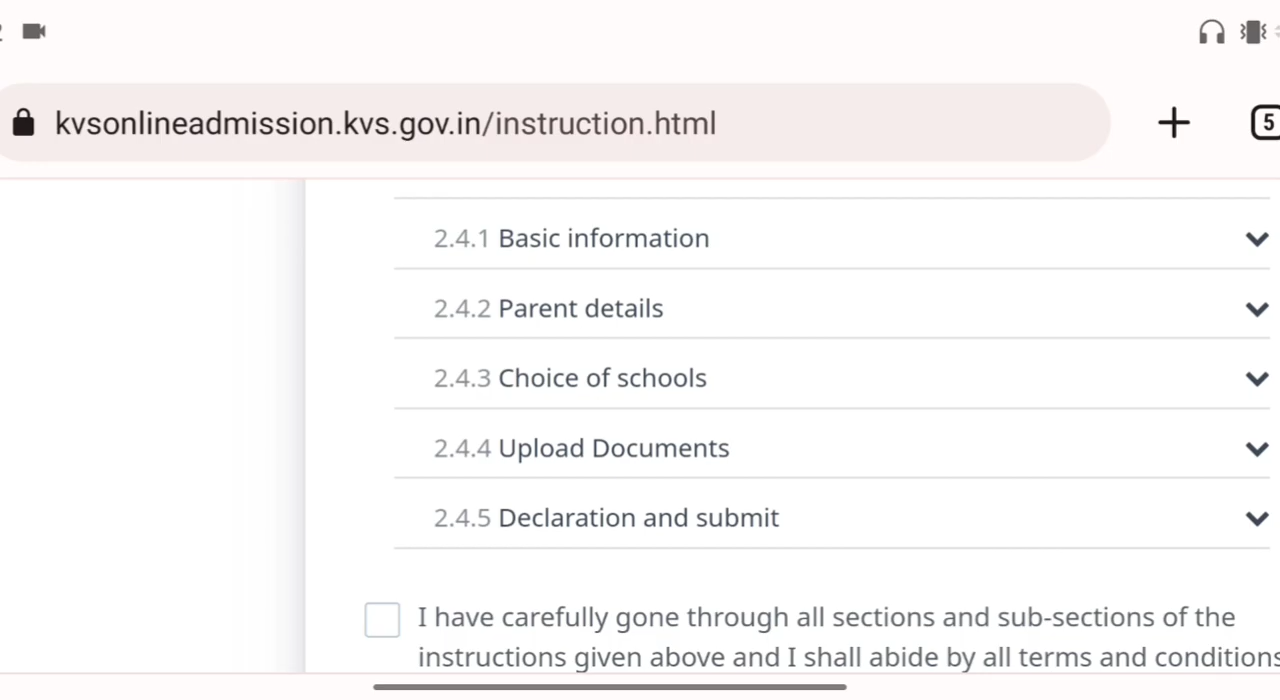 kvsonlineadmission.kvs.gov.in/instruction.html
5
2.4.1 Basic information
2.4.2 Parent details
2.4.3 Choice of schools
2.4.4 Upload Documents
2.4.5 Declaration and submit
I have carefully gone through all sections and sub-sections of the
instructions given above and I shall abide by all terms and conditions